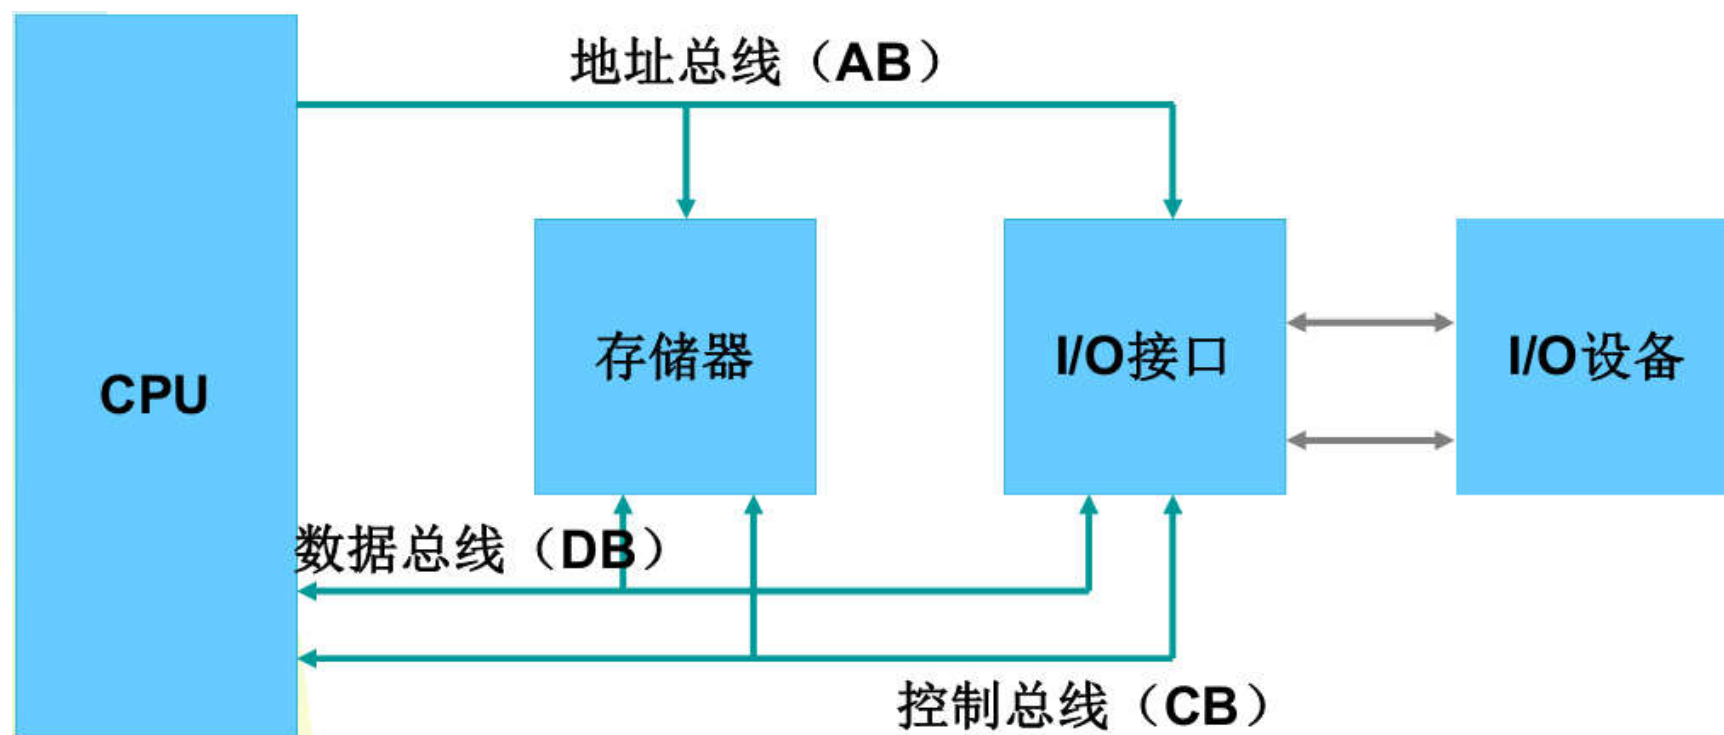 地址总线（AB）
CPU
存储器
I/O接口
I/O设备
数据总线（DB）
控制总线（CB）